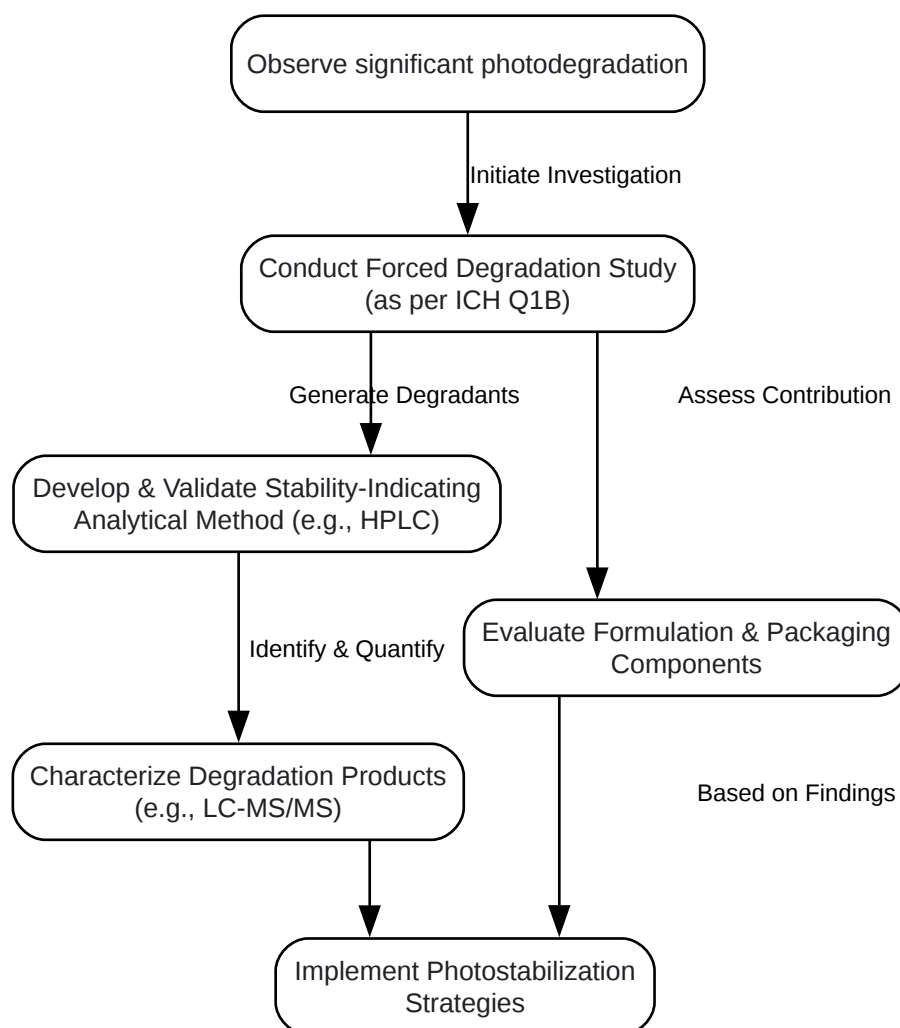 Observe significant photodegradation
Initiate Investigation
Conduct Forced Degradation Study
(as per ICH Q1B)
Generate Degradants
Assess Contribution
Develop & Validate Stability-Indicating
Analytical Method (e.g., HPLC)
Identify & Quantify
Evaluate Formulation & Packaging
Components
Characterize Degradation Products
(e.g., LC-MS/MS)
Based on Findings
Implement Photostabilization
Strategies